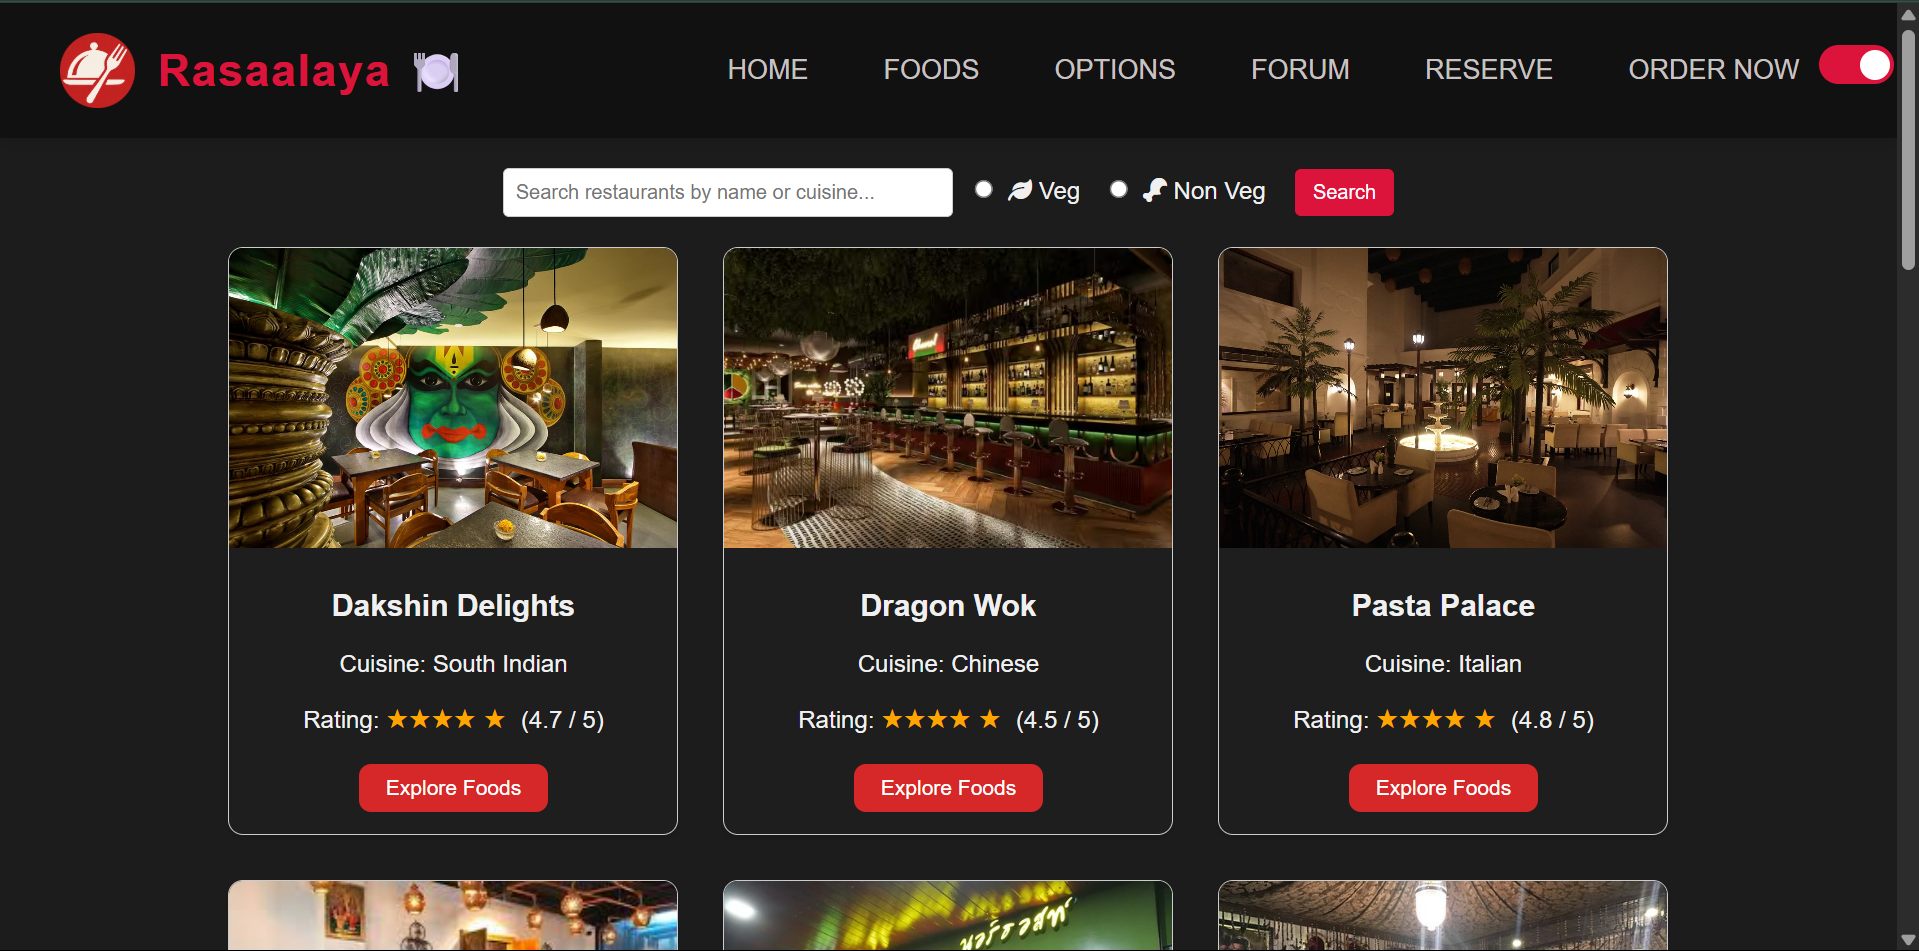 Rasaalaya
HOME FOODS OPTIONS FORUM RESERVE ORDER NOW
Search restaurants by name or cuisine...
Veg
Non Veg
Search
Dakshin Delights
Cuisine: South Indian
Rating: ★★★★ ★ (4.7 / 5)
Explore Foods
Dragon Wok
Cuisine: Chinese
Rating: ★★★★ ★ (4.5 / 5)
Explore Foods
Pasta Palace
Cuisine: Italian
Rating: ★★★★ ★ (4.8 / 5)
Explore Foods